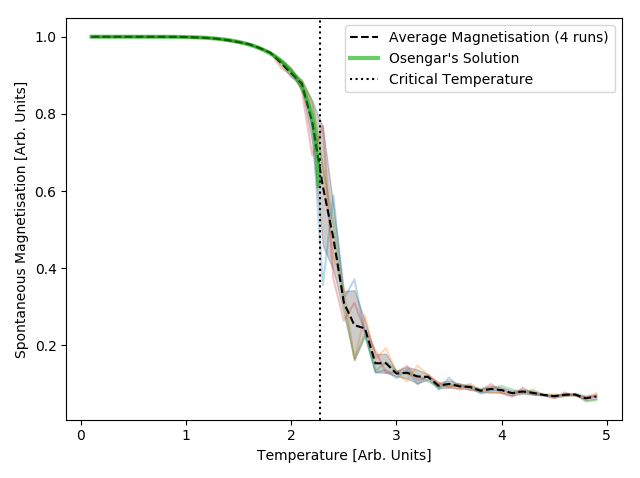 Average Magnetisation (4 runs)
Osengar's Solution
Critical Temperature
Spontaneous Magnetisation [Arb. Units]
1.0
0.8
0.6
0.4
0.2
0 1 2 3 4 5
Temperature [Arb. Units]